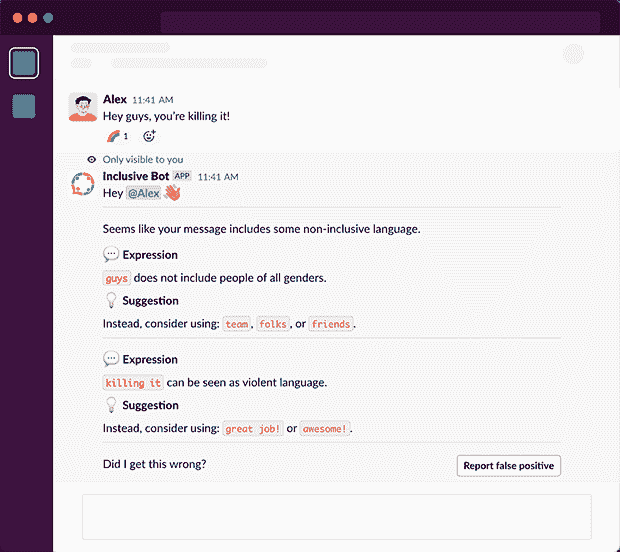 Alex 11:41 AM
Hey guys, you're killing it!
1
Only visible to you
Inclusive Bot APP 11:41 AM
Hey @Alex
Seems like your message includes some non-inclusive language.
Expression
guys does not include people of all genders.
Suggestion
Instead, consider using: team, folks, or friends.
Expression
killing it can be seen as violent language.
Suggestion
Instead, consider using: great job! or awesome!.
Did I get this wrong? Report false positive